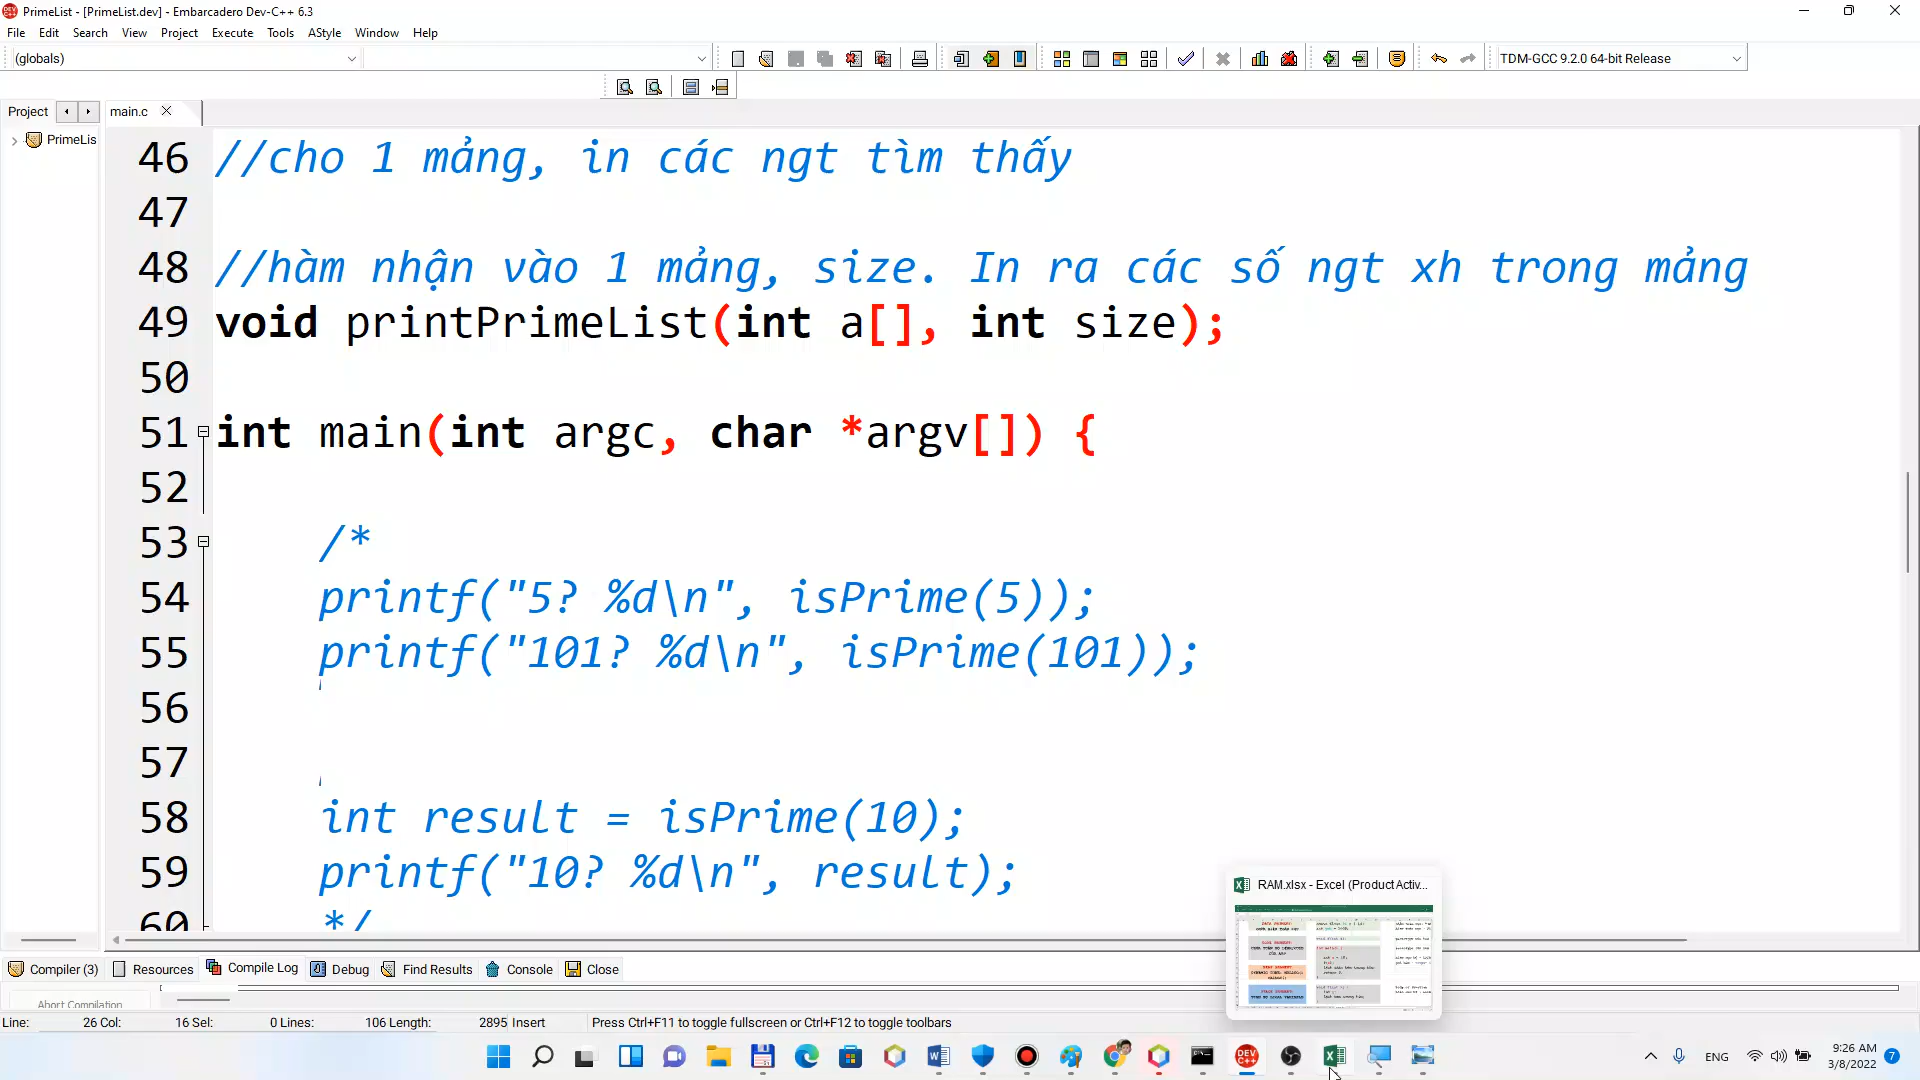 PrimeList - [PrimeList.dev] - Embarcadero Dev-C++ 6.3
File Edit Search View Project Execute Tools AStyle Window Help
(globals)
TDM-GCC 9.2.0 64-bit Release
Project
main.c
PrimeLis
46 //cho 1 mảng, in các ngt tìm thấy
47
48 //hàm nhận vào 1 mảng, size. In ra các số ngt xh trong mảng
49 void printPrimeList(int a[], int size);
50
51 int main(int argc, char *argv[]) {
52
53 /*
54 printf("5? %d\n", isPrime(5));
55 printf("101? %d\n", isPrime(101));
56
57
58 int result = isPrime(10);
59 printf("10? %d\n", result);
60 */
RAM.xlsx - Excel (Product Activ...
Compiler (3) Resources Compile Log Debug Find Results Console Close
Abort Compilation
Line: 26 Col: 16 Sel: 0 Lines: 106 Length: 2895 Insert Press Ctrl+F11 to toggle fullscreen or Ctrl+F12 to toggle toolbars
DEV C++
ENG
9:26 AM
3/8/2022
7